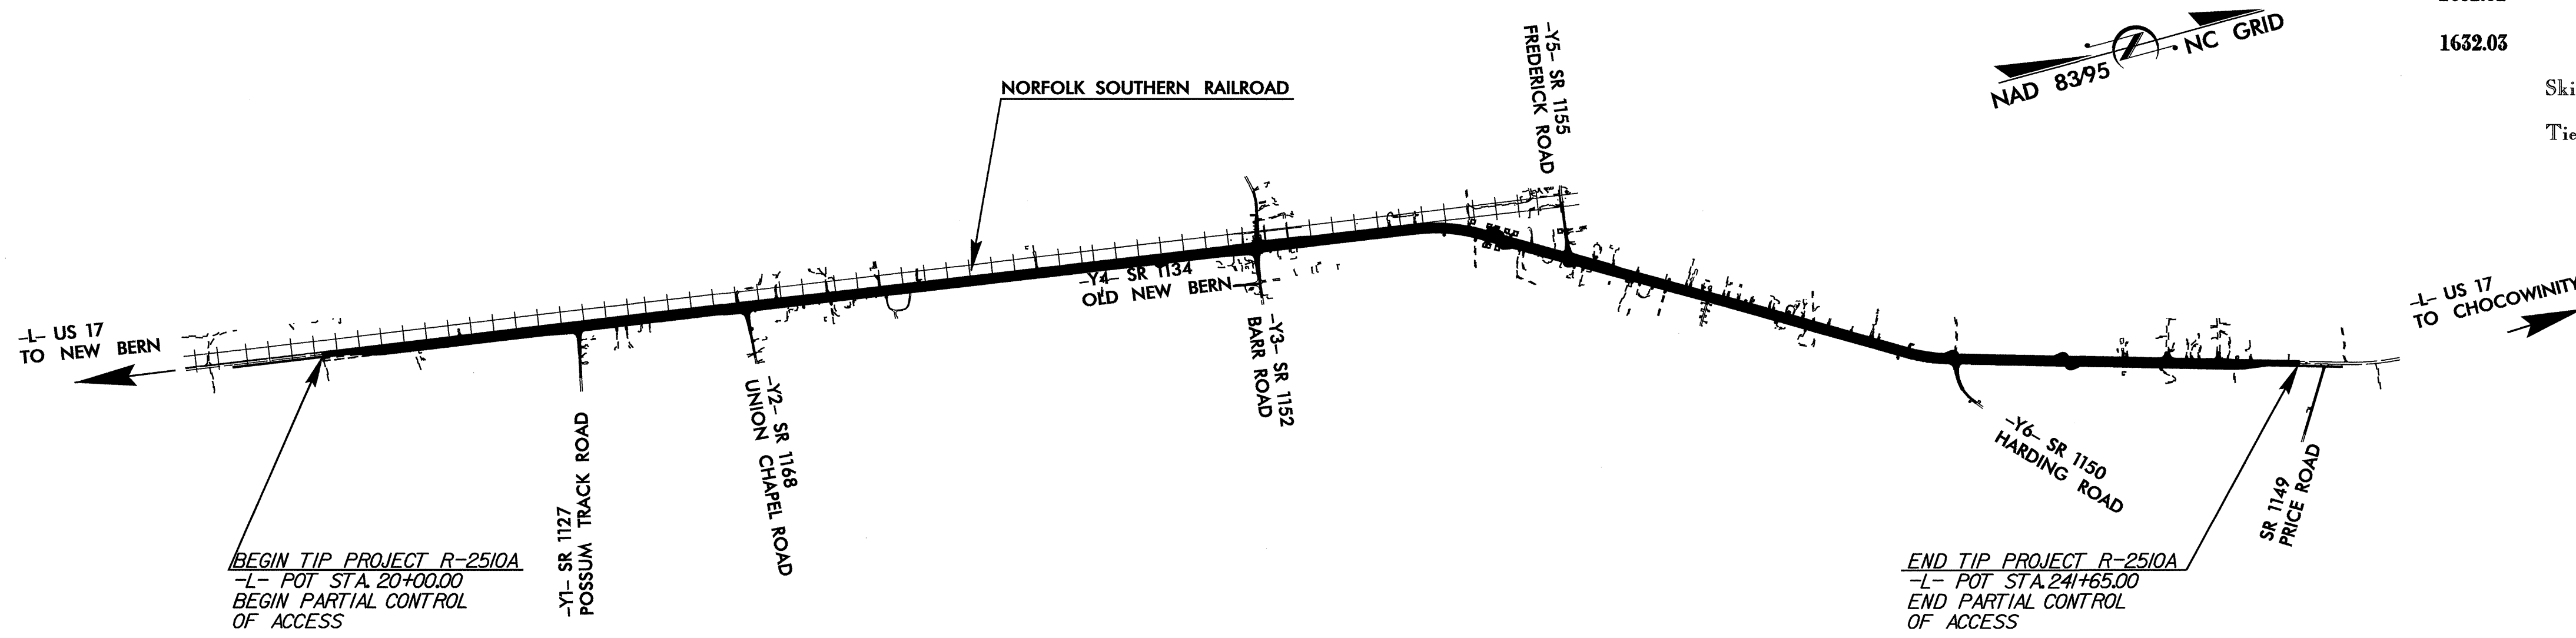 1632.03
Ski
Tie
NAD 83/95
NC GRID
NORFOLK SOUTHERN RAILROAD
-Y5- SR 1155
FREDERICK ROAD
-L- US 17
TO NEW BERN
-Y4- SR 1134
OLD NEW BERN
-L- US 17
TO CHOCOWINITY
-Y1- SR 1127
POSSUM TRACK ROAD
-Y2- SR 1168
UNION CHAPEL ROAD
-Y3- SR 1152
BARR ROAD
-Y6- SR 1150
HARDING ROAD
SR 1149
PRICE ROAD
BEGIN TIP PROJECT R-2510A
-L- POT STA. 20+00.00
BEGIN PARTIAL CONTROL
OF ACCESS
END TIP PROJECT R-2510A
-L- POT STA. 241+65.00
END PARTIAL CONTROL
OF ACCESS